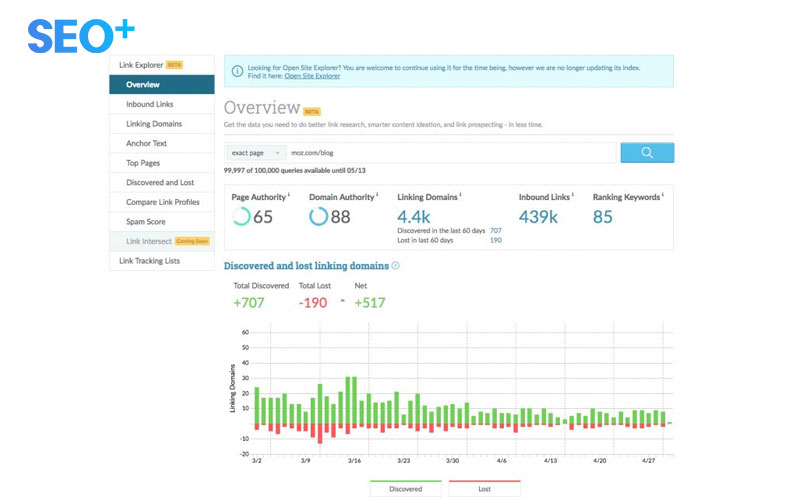 SEO+
Link Explorer BETA
Overview
Inbound Links
Linking Domains
Anchor Text
Top Pages
Discovered and Lost
Compare Link Profiles
Spam Score
Link Intersect Coming Soon
Link Tracking Lists
Looking for Open Site Explorer? You are welcome to continue using it for the time being, however we are no longer updating its index.
Find it here: Open Site Explorer
Overview BETA
Get the data you need to do better link research, smarter content ideation, and link prospecting - in less time.
exact page moz.com/blog
99,997 of 100,000 queries available until 05/13
Page Authority i Domain Authority i Linking Domains i Inbound Links i Ranking Keywords i
65 88 4.4k 439k 85
Discovered in the last 60 days 707
Lost in last 60 days 190
Discovered and lost linking domains
Total Discovered Total Lost Net
+707 -190 = +517
Linking Domains
60
50
40
30
20
10
-10
-20
3/2 3/9 3/16 3/23 3/30 4/6 4/13 4/20 4/27
Discovered Lost